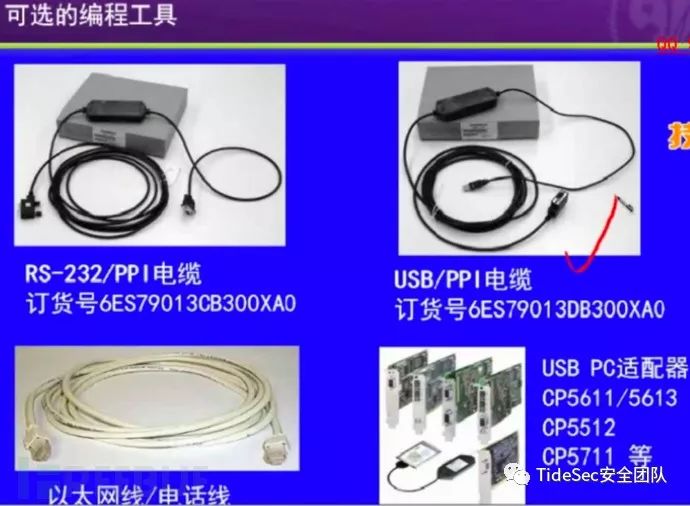 可选的编程工具
QQ
技
RS-232/PPI电缆
订货号6ES79013CB300XA0
USB/PPI电缆
订货号6ES79013DB300XA0
USB PC适配器
CP5611/5613
CP5512
CP5711 等
以太网线/电话线
FREEBUF
TideSec安全团队